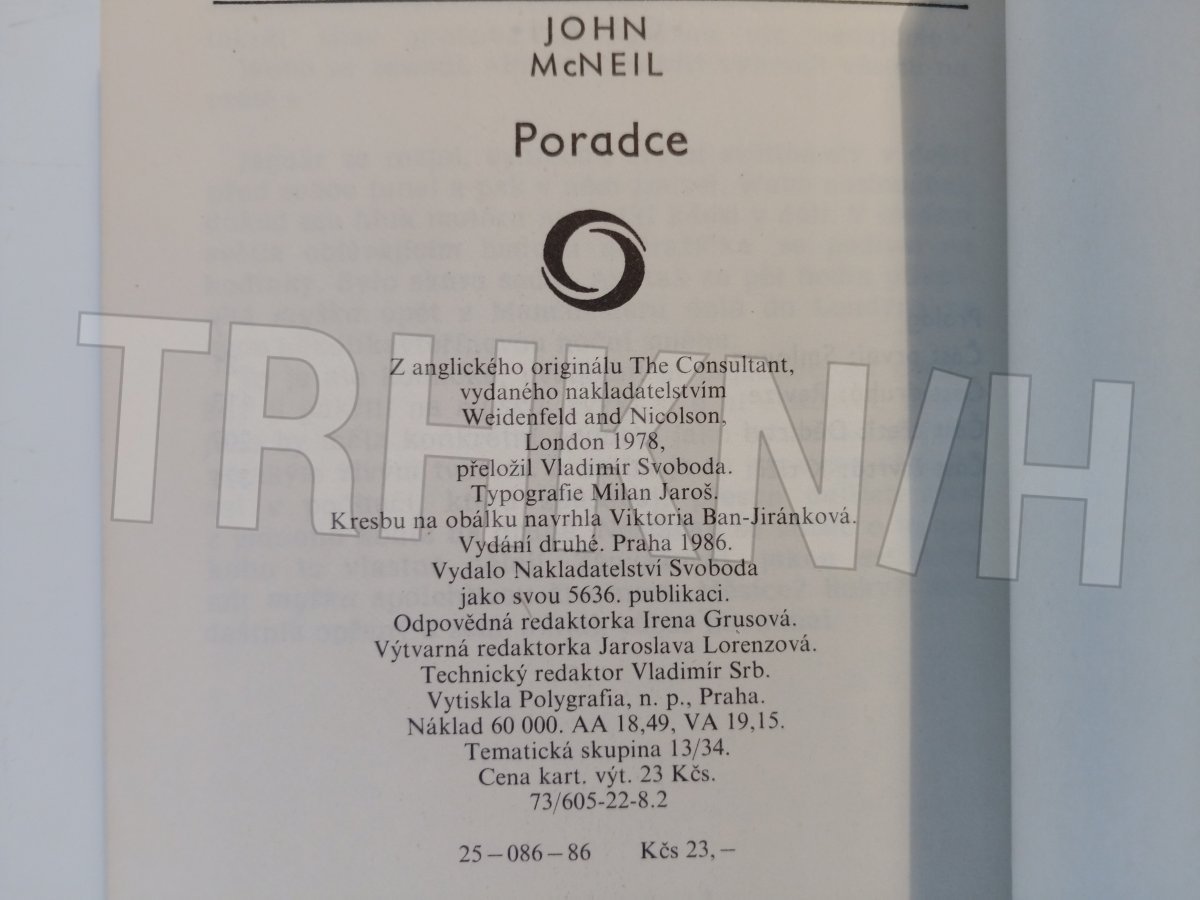 JOHN
McNEIL
Poradce
Z anglického originálu The Consultant,
vydaného nakladatelstvím
Weidenfeld and Nicolson,
London 1978,
přeložil Vladimír Svoboda.
Typografie Milan Jaroš.
Kresbu na obálku navrhla Viktoria Ban-Jiránková.
Vydání druhé. Praha 1986.
Vydalo Nakladatelství Svoboda
jako svou 5636. publikaci.
Odpovědná redaktorka Irena Grusová.
Výtvarná redaktorka Jaroslava Lorenzová.
Technický redaktor Vladimír Srb.
Vytiskla Polygrafia, n. p., Praha.
Náklad 60 000. AA 18,49, VA 19,15.
Tematická skupina 13/34.
Cena kart. výt. 23 Kčs.
73/605-22-8.2
25—086—86 Kčs 23,—
TRHKNIH